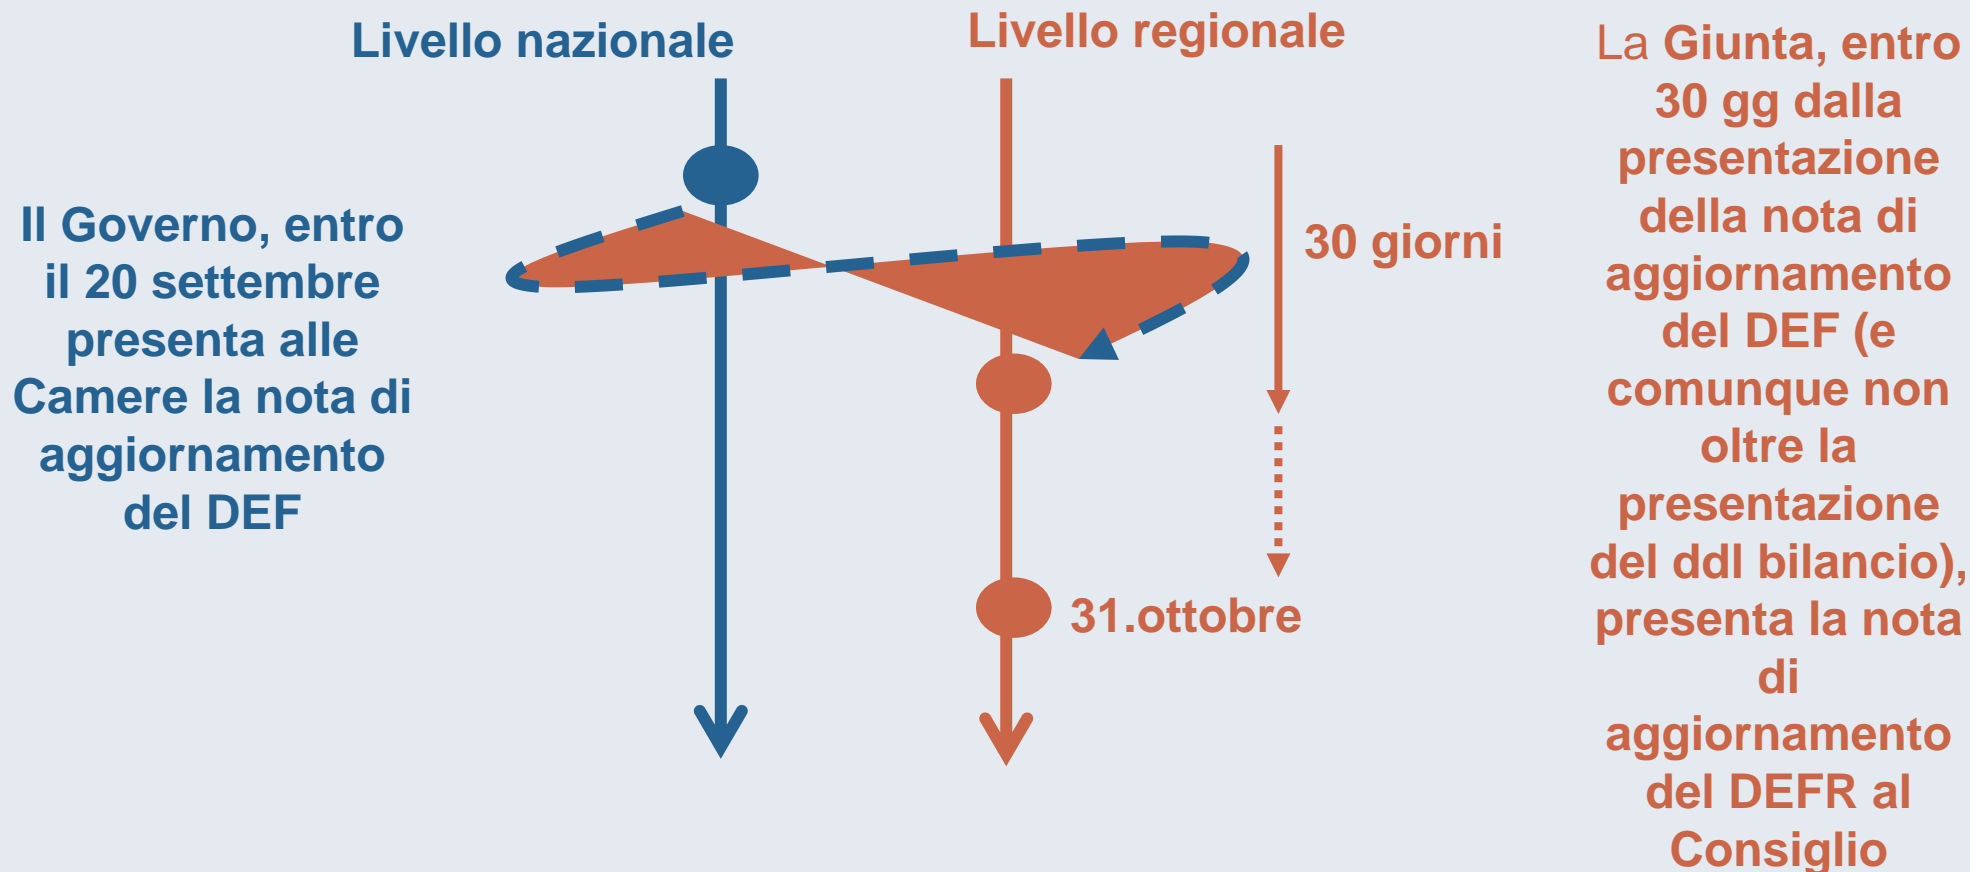 Livello nazionale
Livello regionale
Il Governo, entro
il 20 settembre
presenta alle
Camere la nota di
aggiornamento
del DEF
30 giorni
31.ottobre
La Giunta, entro
30 gg dalla
presentazione
della nota di
aggiornamento
del DEF (e
comunque non
oltre la
presentazione
del ddl bilancio),
presenta la nota
di
aggiornamento
del DEFR al
Consiglio